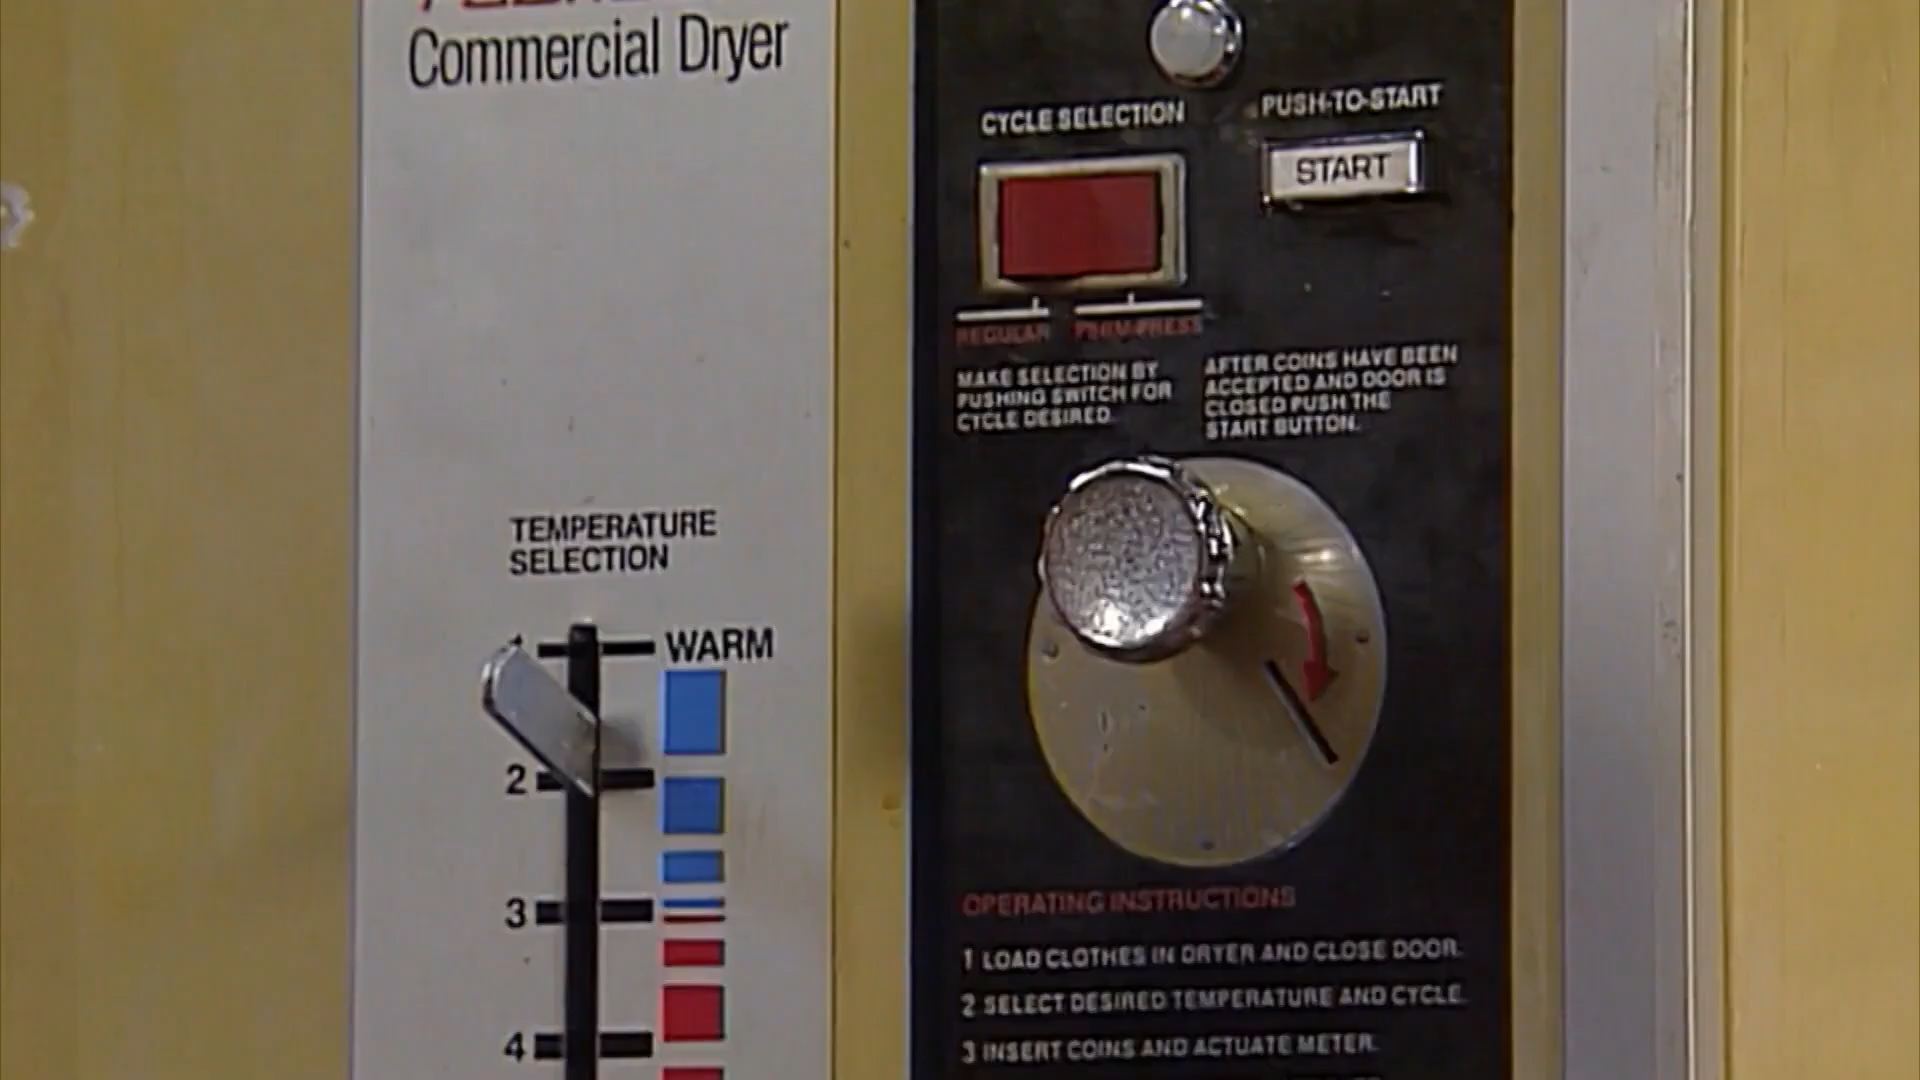 Commercial Dryer
TEMPERATURE
SELECTION
1
WARM
2
3
4
CYCLE SELECTION
REGULAR
PERM-PRESS
MAKE SELECTION BY
PUSHING SWITCH FOR
CYCLE DESIRED.
PUSH-TO-START
START
AFTER COINS HAVE BEEN
ACCEPTED AND DOOR IS
CLOSED PUSH THE
START BUTTON.
OPERATING INSTRUCTIONS
1 LOAD CLOTHES IN DRYER AND CLOSE DOOR.
2 SELECT DESIRED TEMPERATURE AND CYCLE.
3 INSERT COINS AND ACTUATE METER.